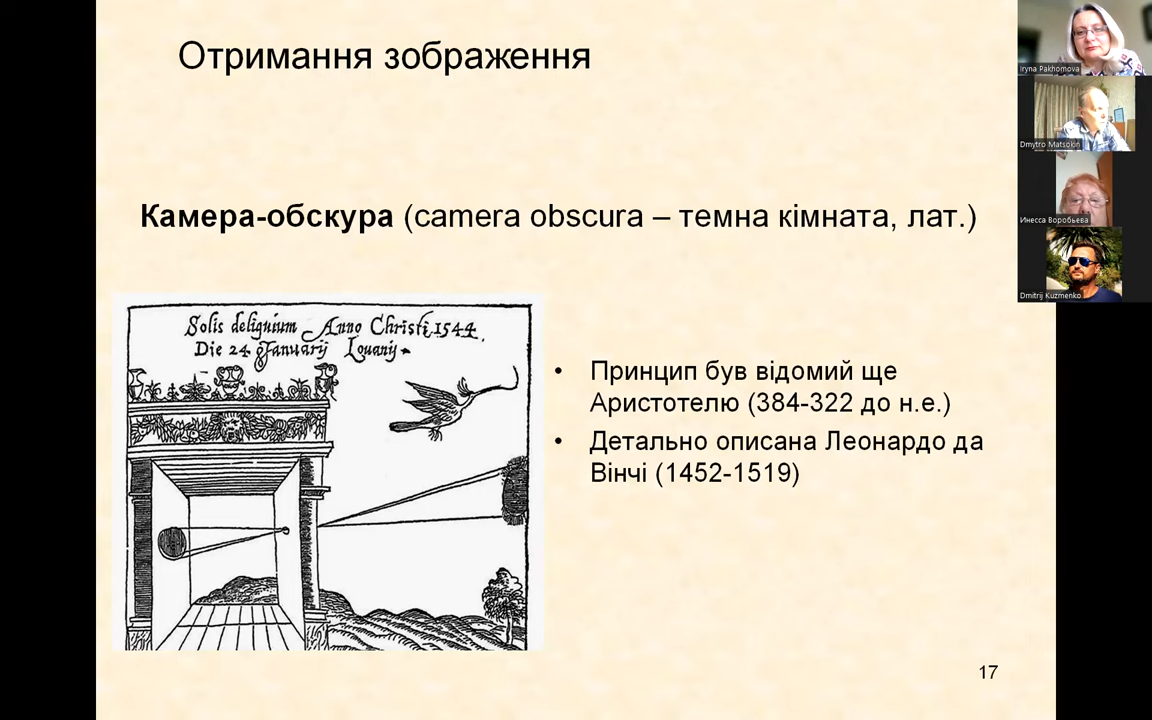 Отримання зображення
Камера-обскура (camera obscura – темна кімната, лат.)
Solis deliquium Anno Christi 1544.
Die 24 Januarij Louanij
• Принцип був відомий ще
Аристотелю (384-322 до н.е.)
• Детально описана Леонардо да
Вінчі (1452-1519)
17
Iryna Pakhomova
Dmytro Matsokin
Инесса Воробьева
Dmitrij Kuzmenko